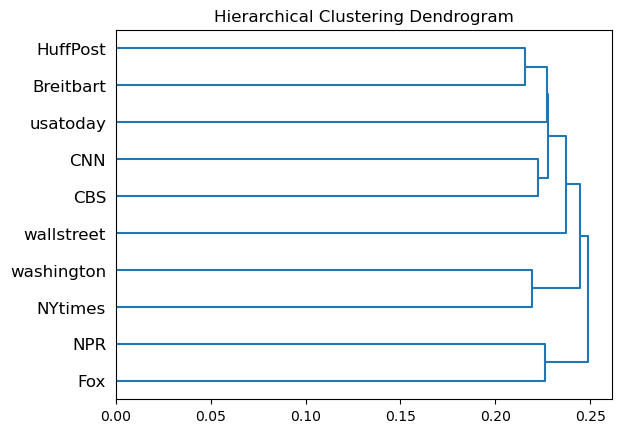 Hierarchical Clustering Dendrogram
HuffPost
Breitbart
usatoday
CNN
CBS
wallstreet
washington
NYtimes
NPR
Fox
0.00 0.05 0.10 0.15 0.20 0.25